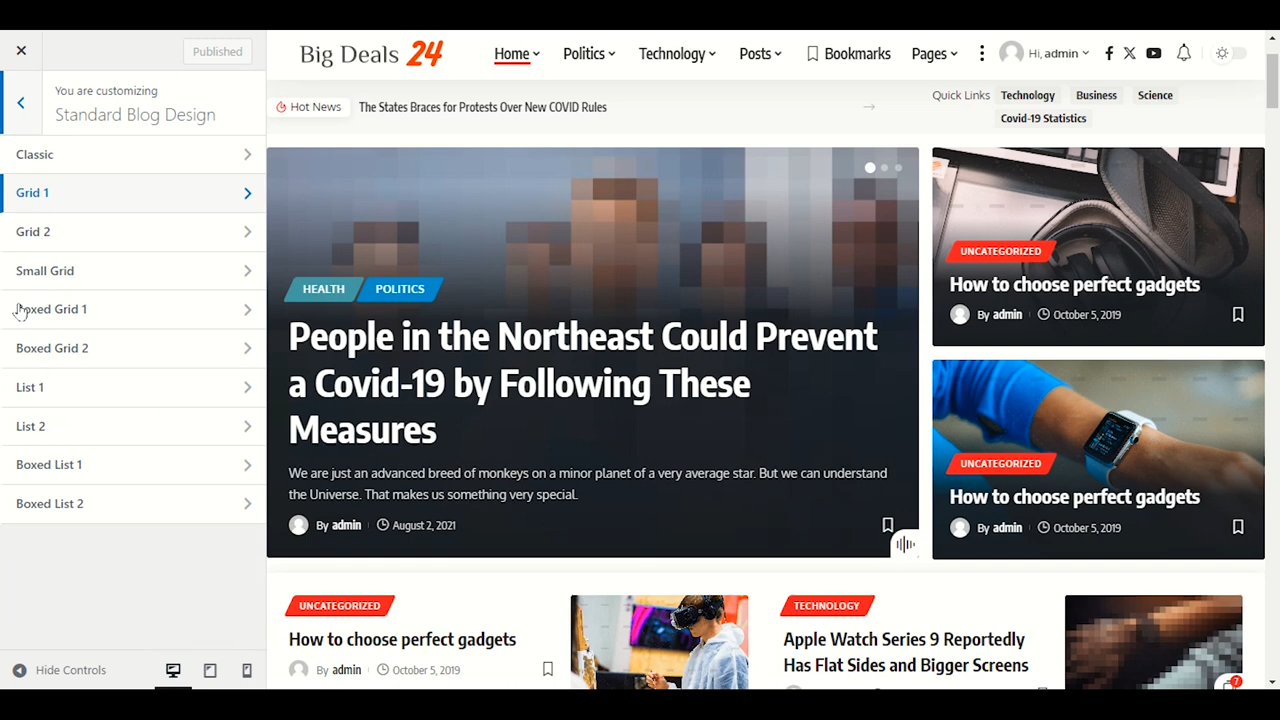 Published
You are customizing
Standard Blog Design
Classic
Grid 1
Grid 2
Small Grid
Boxed Grid 1
Boxed Grid 2
List 1
List 2
Boxed List 1
Boxed List 2
Hide Controls
Big Deals 24
Home Politics Technology Posts Bookmarks Pages Hi, admin
Hot News The States Braces for Protests Over New COVID Rules
Quick Links Technology Business Science
Covid-19 Statistics
HEALTH POLITICS
People in the Northeast Could Prevent
a Covid-19 by Following These
Measures
We are just an advanced breed of monkeys on a minor planet of a very average star. But we can understand
the Universe. That makes us something very special.
By admin August 2, 2021
UNCATEGORIZED
How to choose perfect gadgets
By admin October 5, 2019
UNCATEGORIZED
How to choose perfect gadgets
By admin October 5, 2019
UNCATEGORIZED
How to choose perfect gadgets
By admin October 5, 2019
TECHNOLOGY
Apple Watch Series 9 Reportedly
Has Flat Sides and Bigger Screens
7